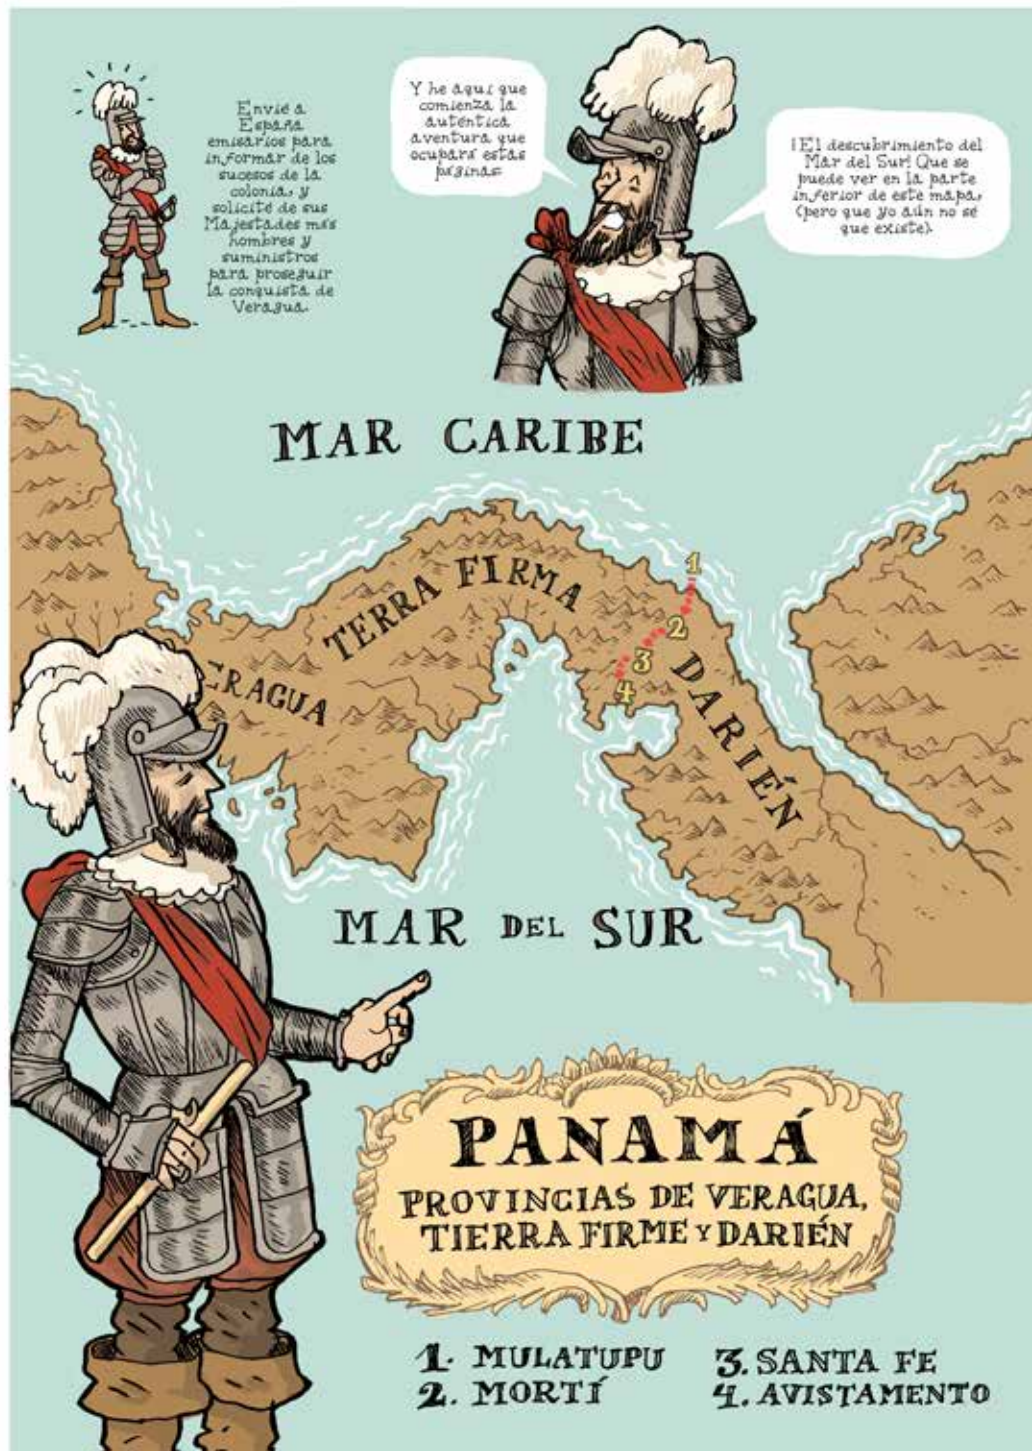 Envié a
España
emisarios para
informar de los
sucesos de la
colonia, y
solicité de sus
Majestades más
hombres y
suministros
para proseguir
la conquista de
Veragua.
Y he aquí que
comienza la
auténtica
aventura que
ocupará estas
páginas:
¡El descubrimiento del
Mar del Sur! Que se
puede ver en la parte
inferior de este mapa,
(pero que yo aún no sé
que existe).
MAR CARIBE
TERRA FIRMA
ERAGUA
DARIÉN
1
2
3
4
MAR DEL SUR
PANAMÁ
PROVINCIAS DE VERAGUA,
TIERRA FIRME Y DARIÉN
1. MULATUPU
2. MORTÍ
3. SANTA FE
4. AVISTAMENTO